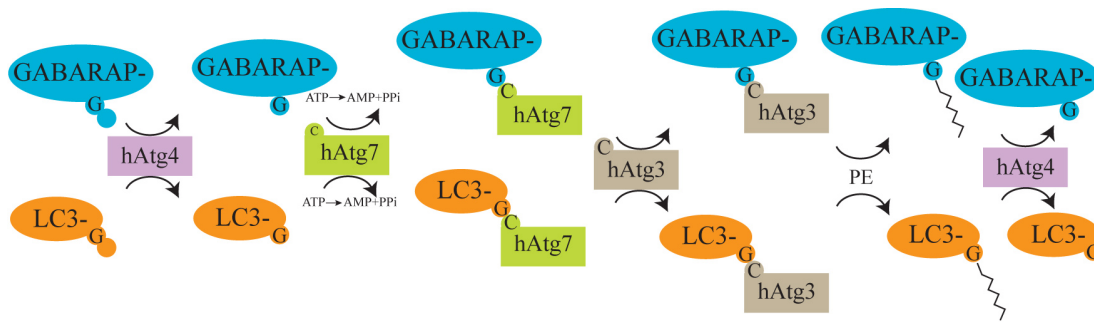 GABARAP-
G
hAtg4
LC3-
G
GABARAP-
G
ATP→AMP+PPi
C
hAtg7
ATP→AMP+PPi
LC3-
G
GABARAP-
G
C
hAtg7
LC3-
G
C
hAtg7
C
hAtg3
GABARAP-
G
C
hAtg3
LC3-
G
C
hAtg3
PE
GABARAP-
G
LC3-
G
GABARAP-
G
hAtg4
LC3-